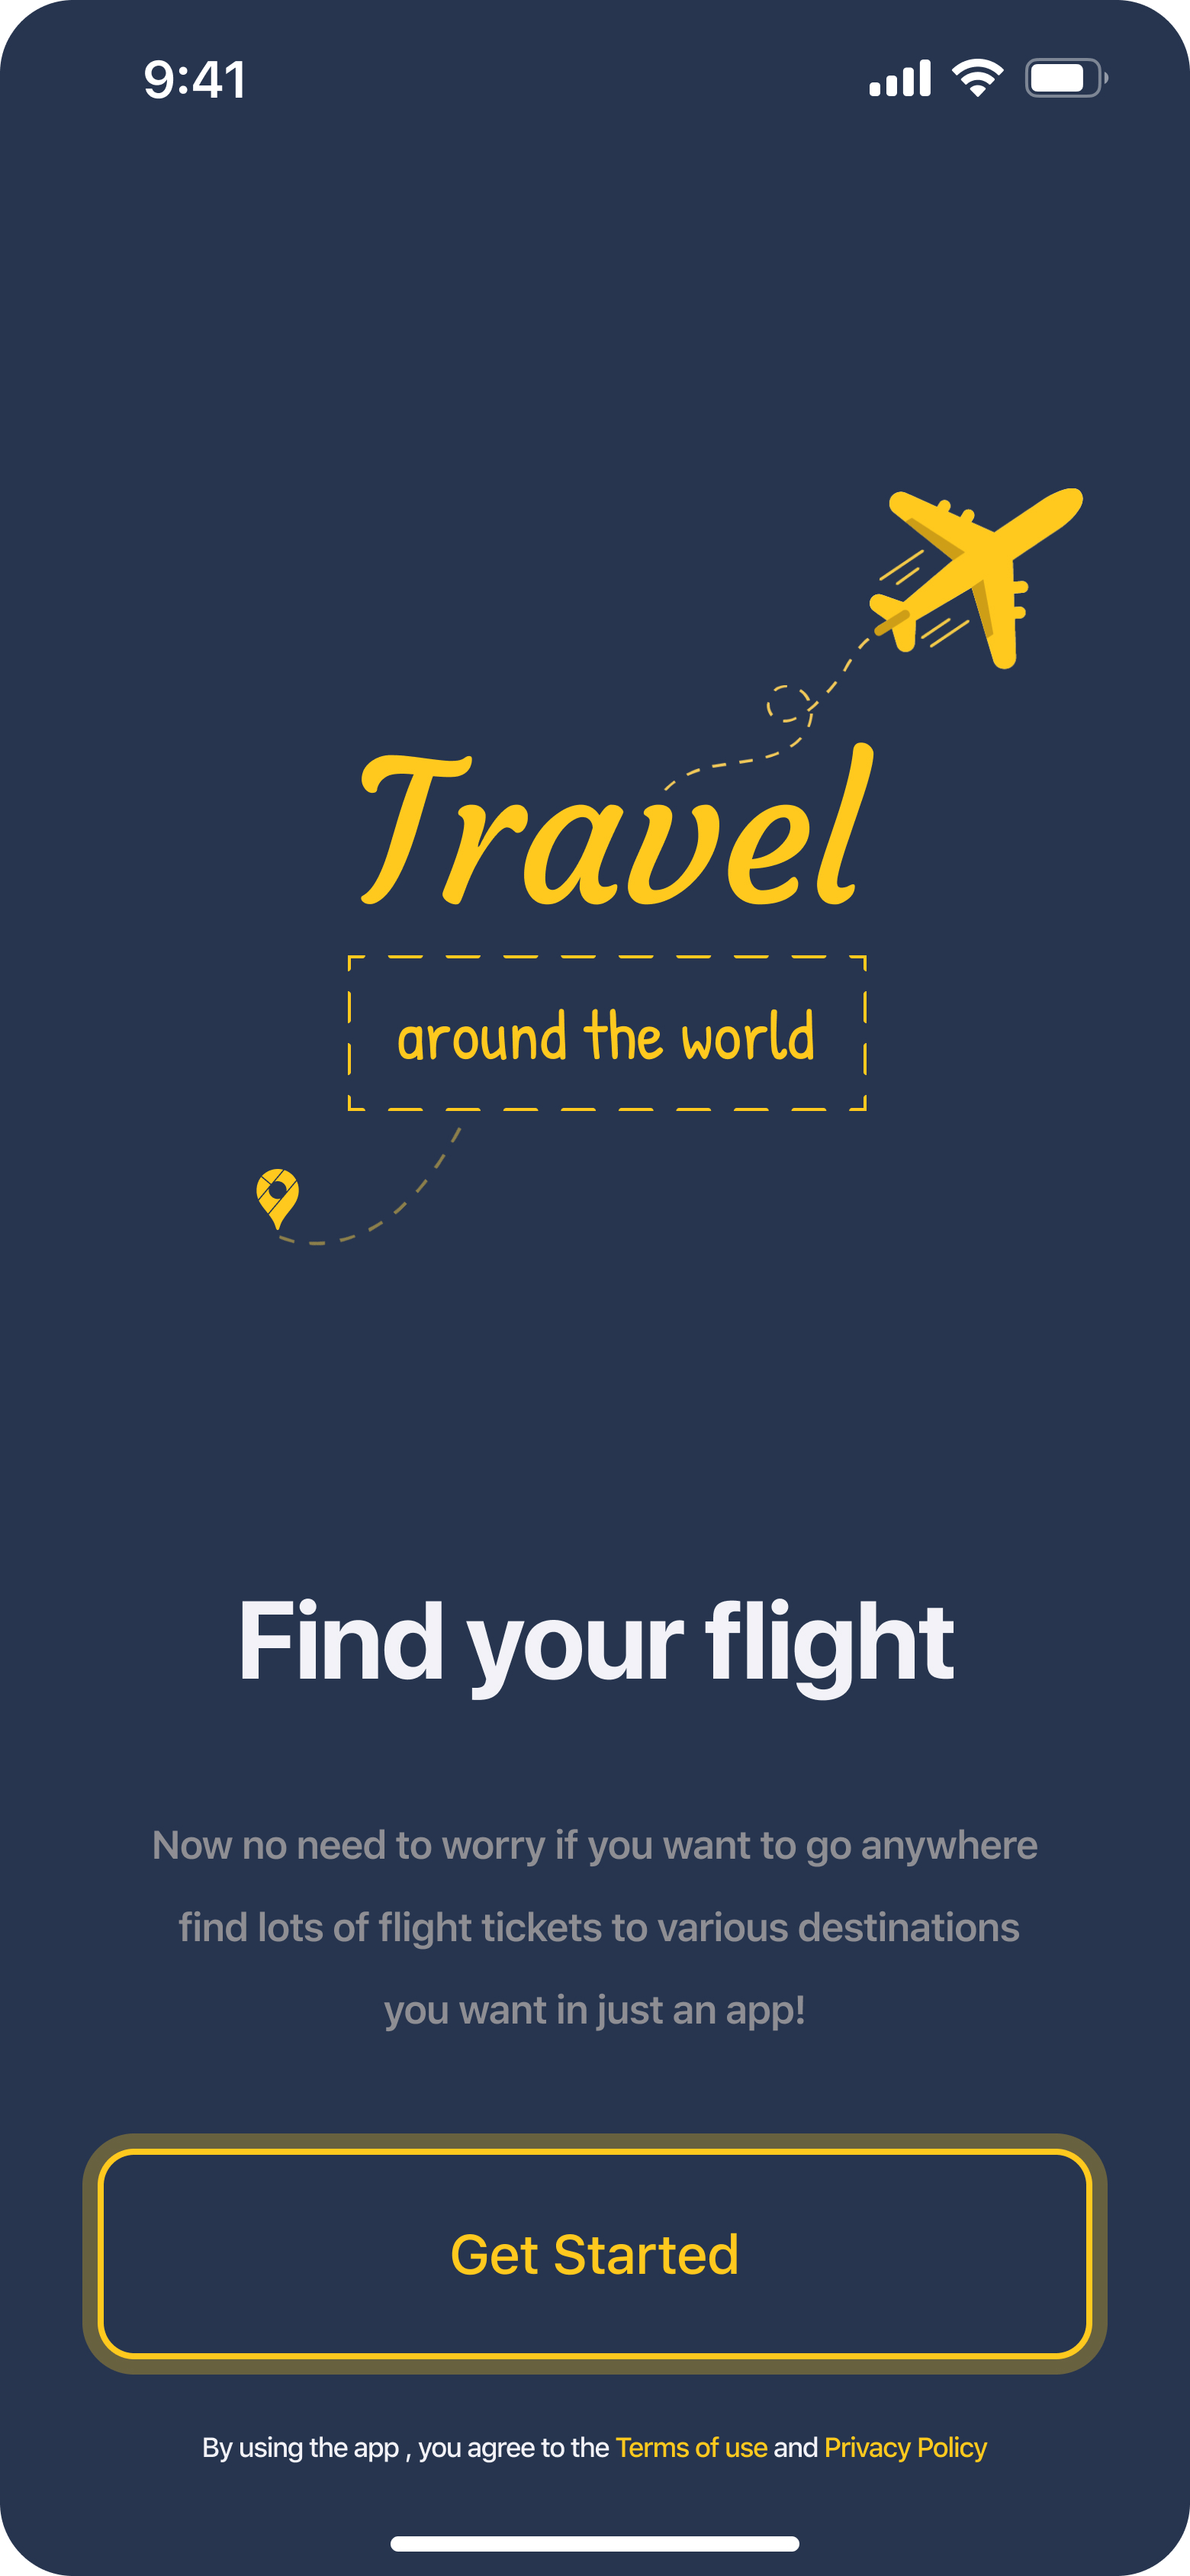 9:41
Travel
around the world
Find your flight
Now no need to worry if you want to go anywhere
find lots of flight tickets to various destinations
you want in just an app!
Get Started
By using the app , you agree to the Terms of use and Privacy Policy